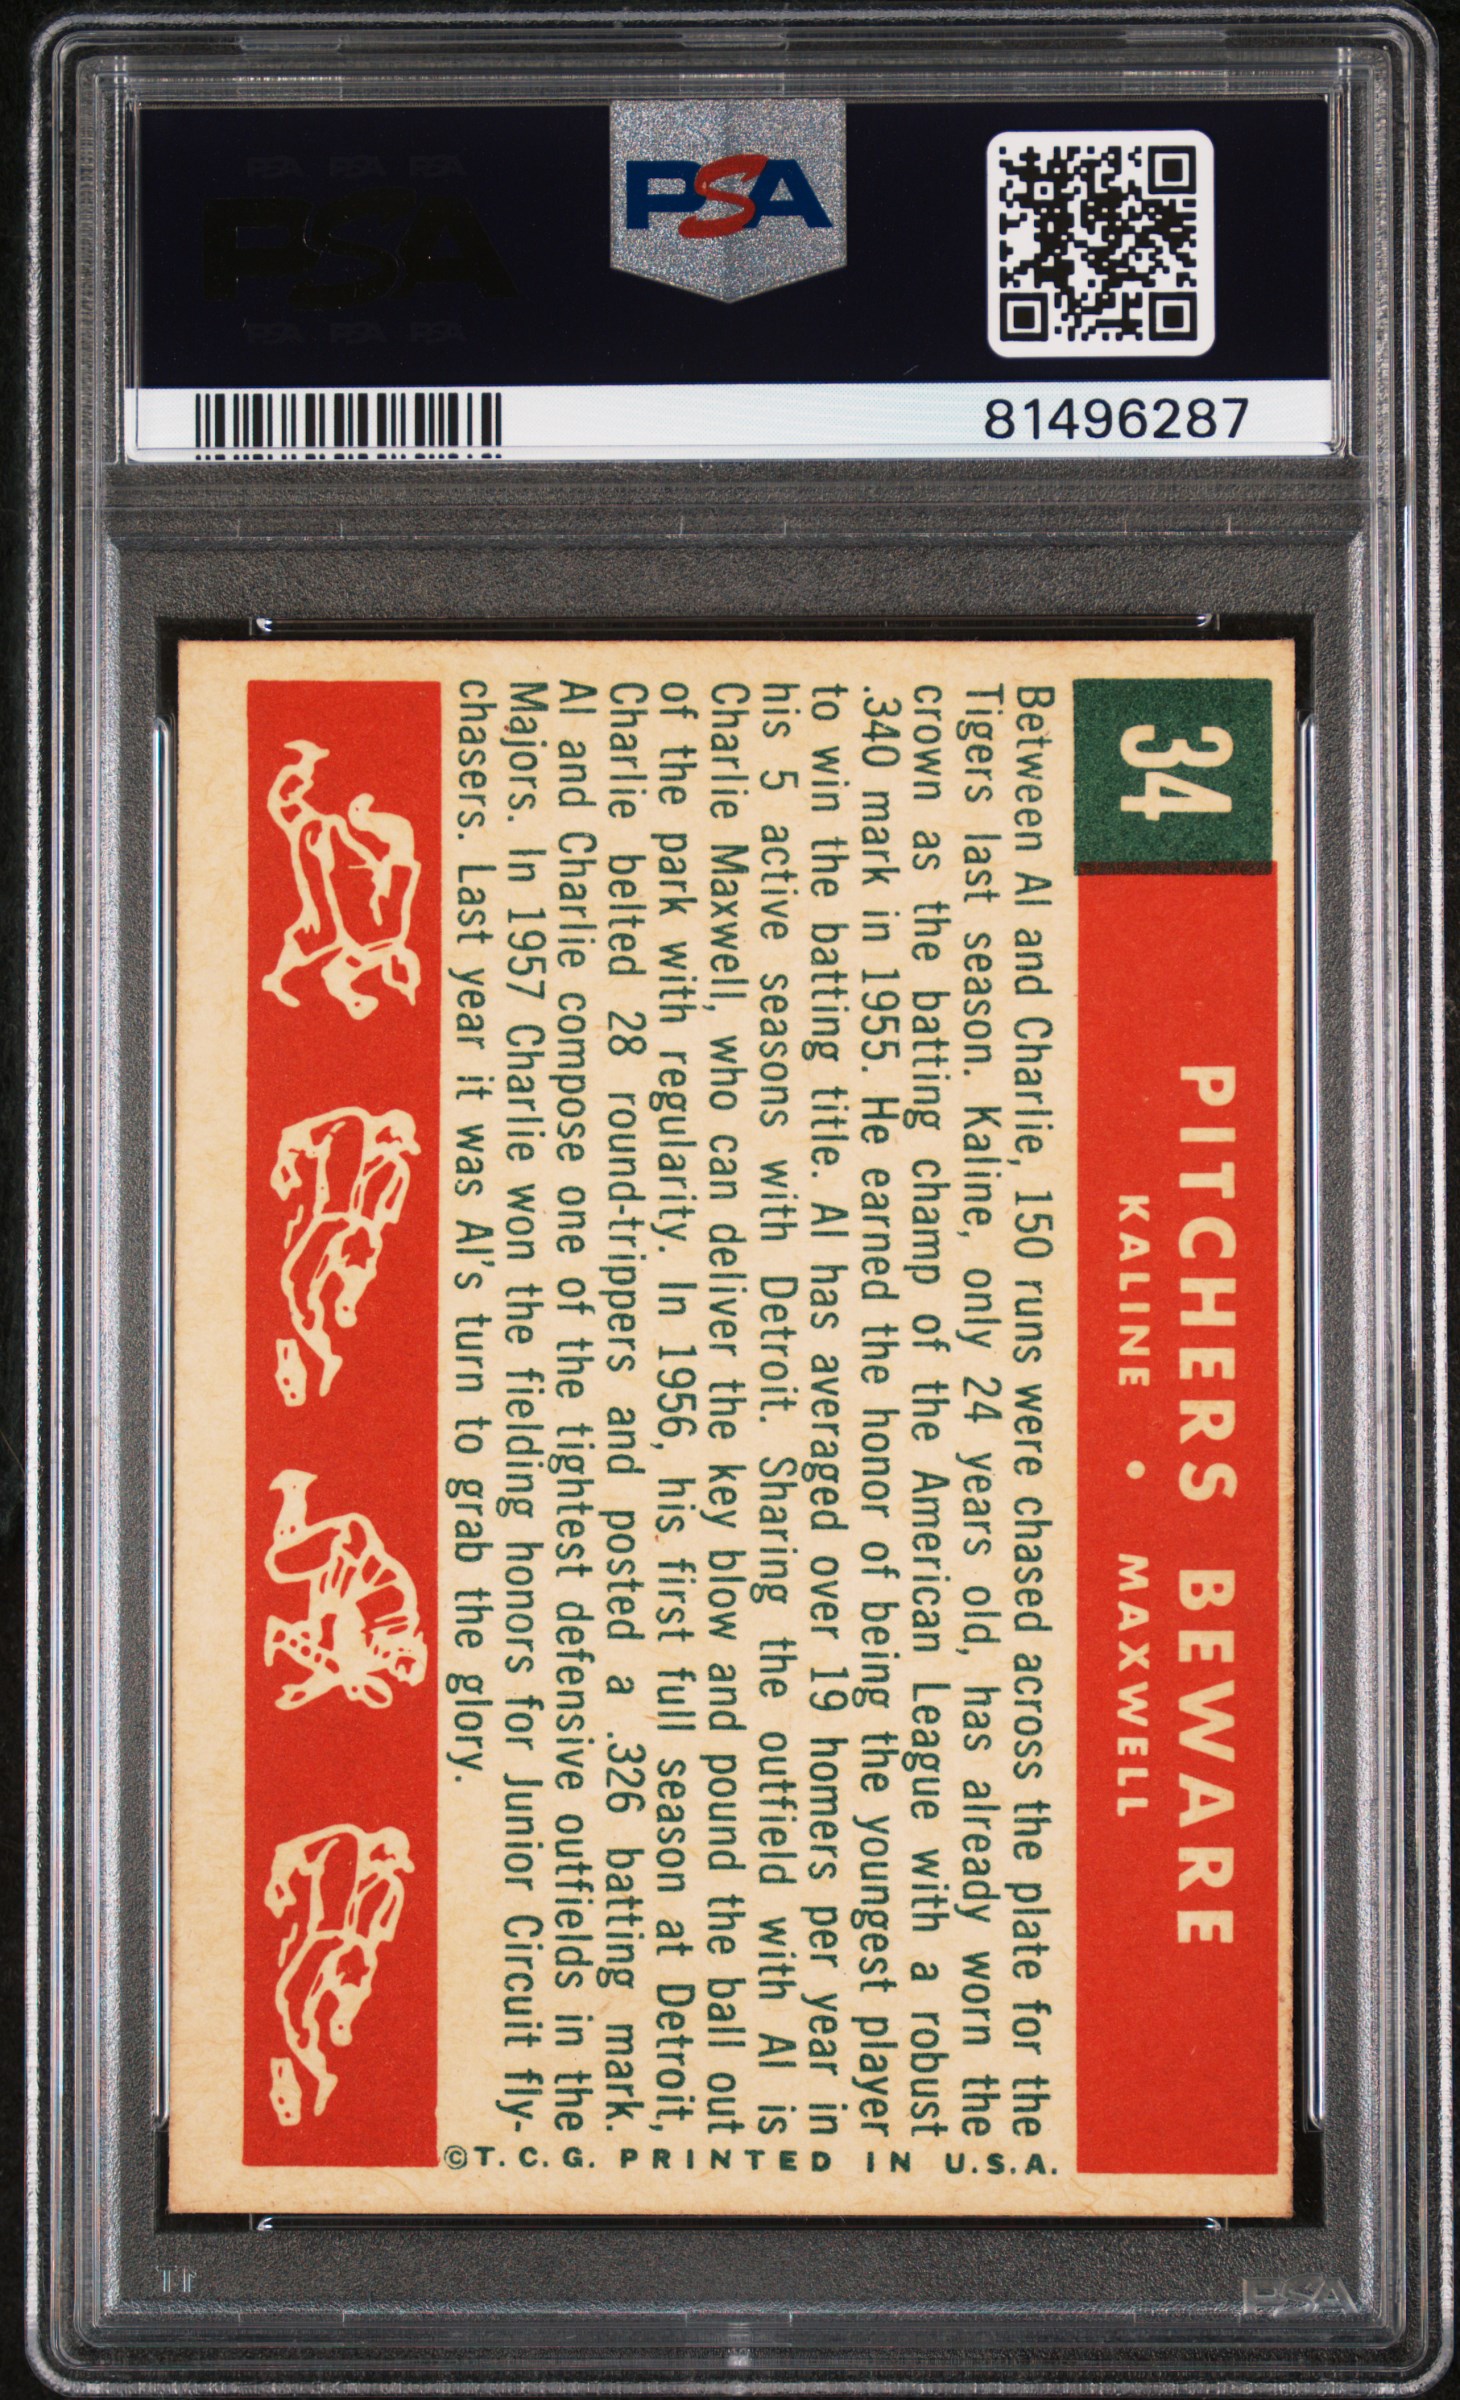 PSA PSA PSA
PSA
PSA PSA PSA
PSA
81496287
34
PITCHERS BEWARE
KALINE • MAXWELL
Between Al and Charlie, 150 runs were chased across the plate for the
Tigers last season. Kaline, only 24 years old, has already worn the
crown as the batting champ of the American League with a robust
.340 mark in 1955. He earned the honor of being the youngest player
to win the batting title. Al has averaged over 19 homers per year in
his 5 active seasons with Detroit. Sharing the outfield with Al is
Charlie Maxwell, who can deliver the key blow and pound the ball out
of the park with regularity. In 1956, his first full season at Detroit,
Charlie belted 28 round-trippers and posted a .326 batting mark.
Al and Charlie compose one of the tightest defensive outfields in the
Majors. In 1957 Charlie won the fielding honors for Junior Circuit fly-
chasers. Last year it was Al's turn to grab the glory.
©T.C.G. PRINTED IN U.S.A.
PSA